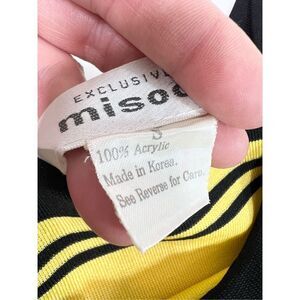 EXCLUSIVE
S
100% Acrylic
Made in Korea.
See Reverse for Care.